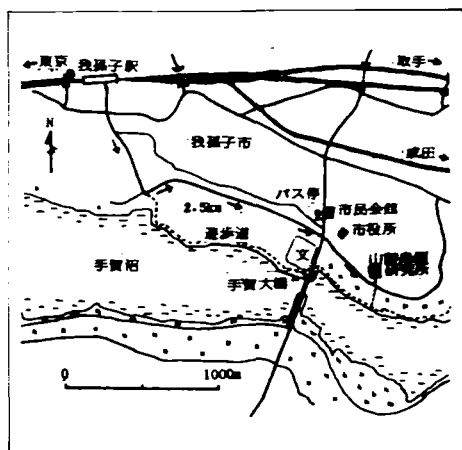 ←東京
我孫子駅
取手→
N
我孫子市
成田
バス停
市民会館
2.5km
市役所
遊歩道
文
手賀沼
手賀大橋
0 1000m